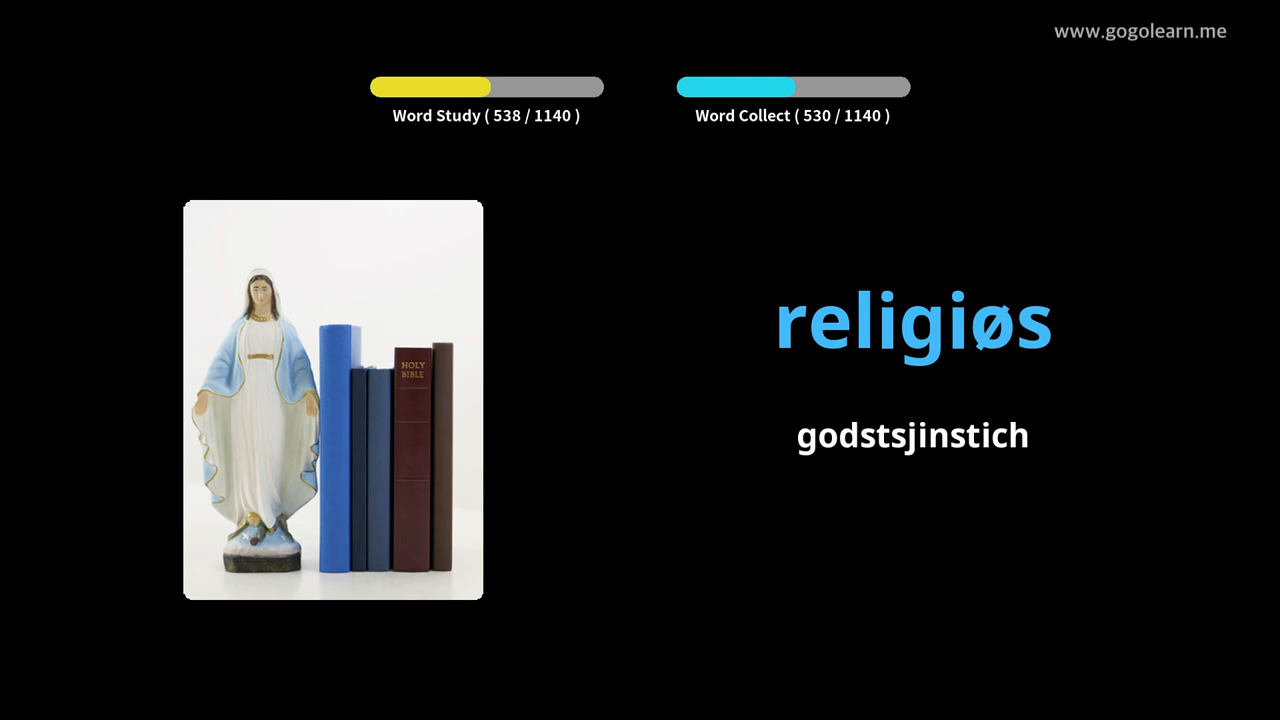 www.gogolearn.me
Word Study ( 538 / 1140 )
Word Collect ( 530 / 1140 )
HOLY
BIBLE
religiøs
godstsjinstich